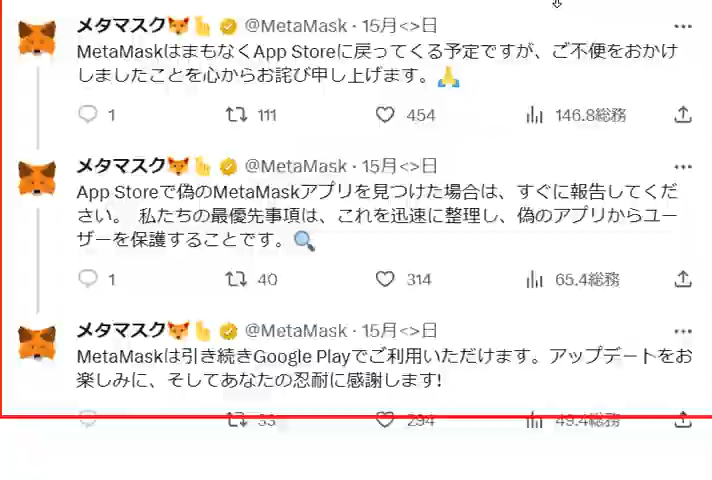 メタマスク🦊🫰 @MetaMask · 15月<>日
MetaMaskはまもなくApp Storeに戻ってくる予定ですが、ご不便をおかけ
しましたことを心からお詫び申し上げます。🙏
1 111 454 146.8総務
メタマスク🦊🫰 @MetaMask · 15月<>日
App Storeで偽のMetaMaskアプリを見つけた場合は、すぐに報告してくだ
さい。 私たちの最優先事項は、これを迅速に整理し、偽のアプリからユー
ザーを保護することです。🔍
1 40 314 65.4総務
メタマスク🦊🫰 @MetaMask · 15月<>日
MetaMaskは引き続きGoogle Playでご利用いただけます。アップデートをお
楽しみに、そしてあなたの忍耐に感謝します!
53 294 49.4総務